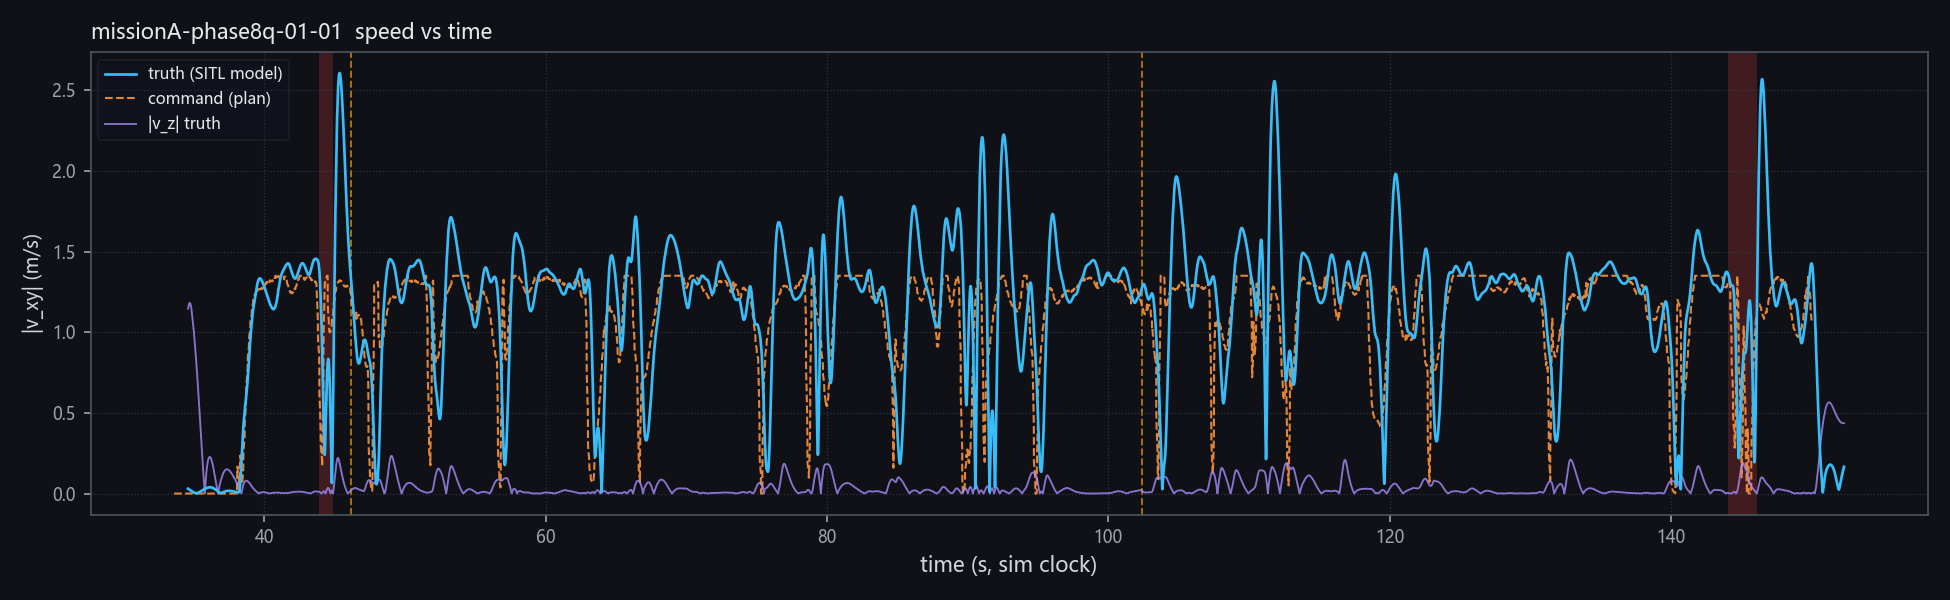 missionA-phase8q-01-01 speed vs time
truth (SITL model)
command (plan)
|v_z| truth
|v_xy| (m/s)
2.5
2.0
1.5
1.0
0.5
0.0
40
60
80
100
120
140
time (s, sim clock)